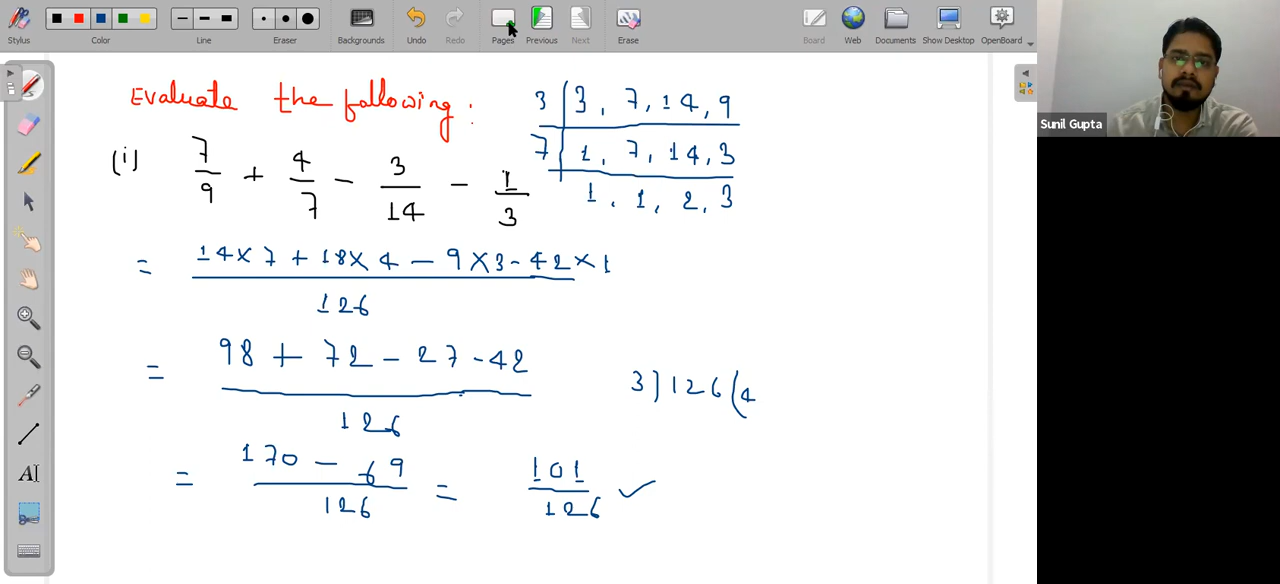 Stylus Color Line Eraser Backgrounds Undo Redo Pages Previous Next Erase Board Web Documents Show Desktop OpenBoard
Sunil Gupta
Evaluate the following:
(i) 7/9 + 4/7 - 3/14 - 1/3
3 | 3, 7, 14, 9
7 | 1, 7, 14, 3
1, 1, 2, 3
= 14×7 + 18×4 - 9×3 - 42×1 / 126
= 98 + 72 - 27 - 42 / 126
3)126(4
= 170 - 69 / 126 = 101/126 ✓